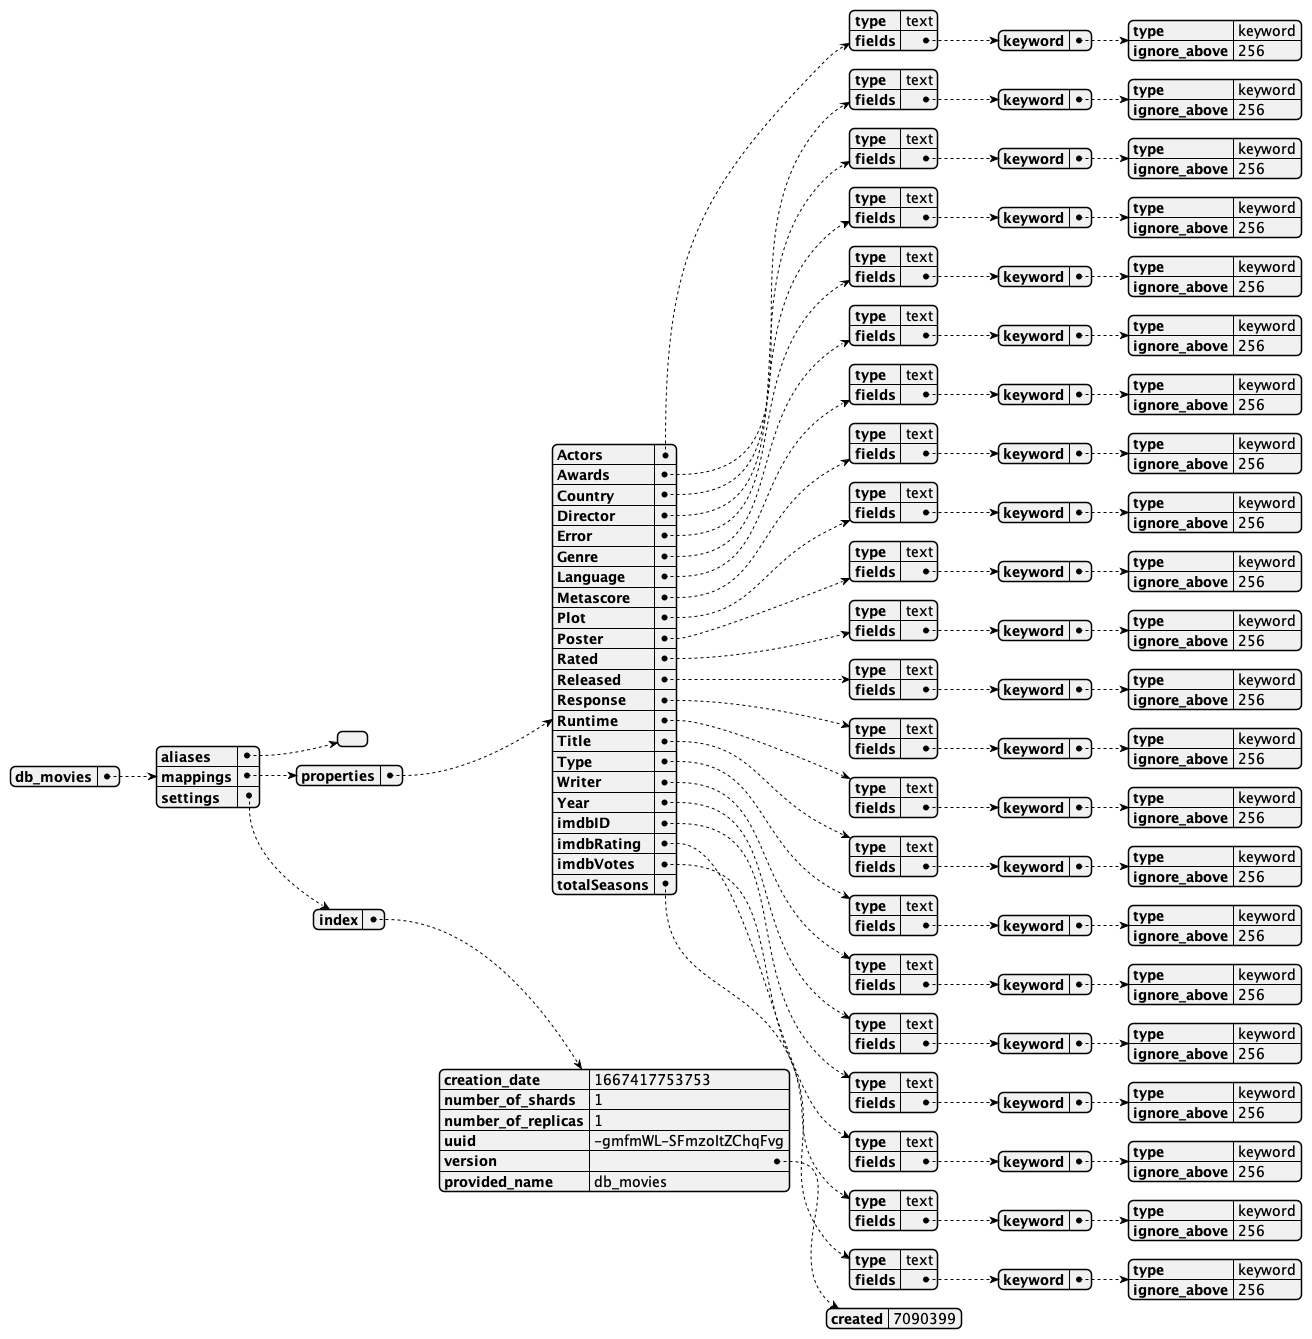 db_movies
aliases
mappings
settings
properties
index
creation_date 1667417753753
number_of_shards 1
number_of_replicas 1
uuid -gmfmWL-SFmzoItZChqFvg
version
provided_name db_movies
created 7090399
Actors
Awards
Country
Director
Error
Genre
Language
Metascore
Plot
Poster
Rated
Released
Response
Runtime
Title
Type
Writer
Year
imdbID
imdbRating
imdbVotes
totalSeasons
type text
fields
keyword
type keyword
ignore_above 256
type text
fields
keyword
type keyword
ignore_above 256
type text
fields
keyword
type keyword
ignore_above 256
type text
fields
keyword
type keyword
ignore_above 256
type text
fields
keyword
type keyword
ignore_above 256
type text
fields
keyword
type keyword
ignore_above 256
type text
fields
keyword
type keyword
ignore_above 256
type text
fields
keyword
type keyword
ignore_above 256
type text
fields
keyword
type keyword
ignore_above 256
type text
fields
keyword
type keyword
ignore_above 256
type text
fields
keyword
type keyword
ignore_above 256
type text
fields
keyword
type keyword
ignore_above 256
type text
fields
keyword
type keyword
ignore_above 256
type text
fields
keyword
type keyword
ignore_above 256
type text
fields
keyword
type keyword
ignore_above 256
type text
fields
keyword
type keyword
ignore_above 256
type text
fields
keyword
type keyword
ignore_above 256
type text
fields
keyword
type keyword
ignore_above 256
type text
fields
keyword
type keyword
ignore_above 256
type text
fields
keyword
type keyword
ignore_above 256
type text
fields
keyword
type keyword
ignore_above 256
type text
fields
keyword
type keyword
ignore_above 256